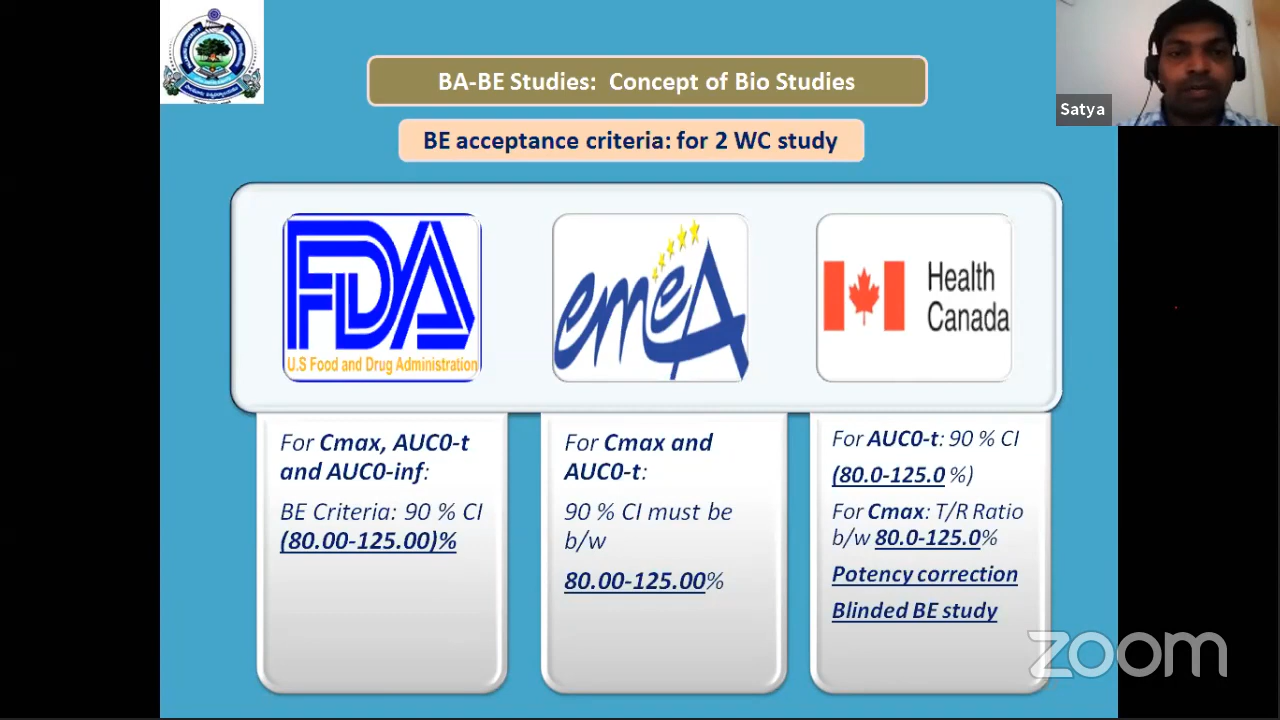 BA-BE Studies: Concept of Bio Studies
Satya
BE acceptance criteria: for 2 WC study
FDA
U.S Food and Drug Administration
emeA
Health
Canada
For Cmax, AUC0-t
and AUC0-inf:
BE Criteria: 90 % CI
(80.00-125.00)%
For Cmax and
AUC0-t:
90 % CI must be
b/w
80.00-125.00%
For AUC0-t: 90 % CI
(80.0-125.0 %)
For Cmax: T/R Ratio
b/w 80.0-125.0%
Potency correction
Blinded BE study
zoom